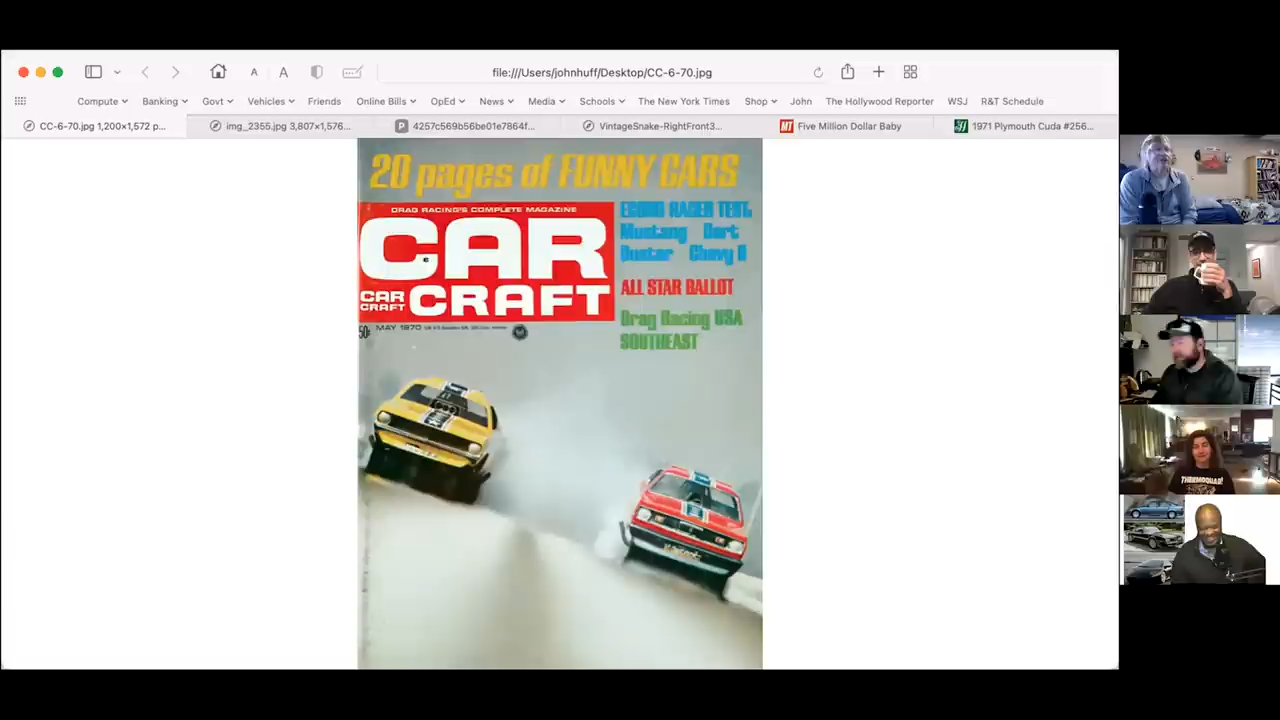 file:///Users/johnhuff/Desktop/CC-6-70.jpg
Compute Banking Govt Vehicles Friends Online Bills OpEd News Media Schools The New York Times Shop John The Hollywood Reporter WSJ R&T Schedule
CC-6-70.jpg 1,200×1,572 p...
img_2355.jpg 3,807×1,576...
4257c569b56be01e7864f...
VintageSnake-RightFront3...
Five Million Dollar Baby
1971 Plymouth Cuda #256...
20 pages of FUNNY CARS
DRAG RACING'S COMPLETE MAGAZINE
CAR
CRAFT
CAR
CRAFT
50¢ MAY 1970
ECONO RACER TEST.
Mustang Dart
Duster Chevy II
ALL STAR BALLOT
Drag Racing USA
SOUTHEAST
THERMOQUAD!